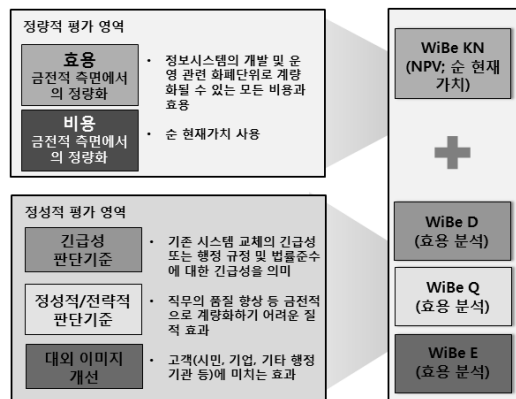 정량적 평가 영역
효용
금전적 측면에서
의 정량화
• 정보시스템의 개발 및 운
영 관련 화폐단위로 계량
화될 수 있는 모든 비용과
효용
비용
금전적 측면에서
의 정량화
• 순 현재가치 사용
정성적 평가 영역
긴급성
판단기준
• 기존 시스템 교체의 긴급성
또는 행정 규정 및 법률준수
에 대한 긴급성을 의미
정성적/전략적
판단기준
• 직무의 품질 향상 등 금전적
으로 계량화하기 어려운 질
적 효과
대외 이미지
개선
• 고객(시민, 기업, 기타 행정
기관 등)에 미치는 효과
WiBe KN
(NPV; 순 현재
가치)
WiBe D
(효용 분석)
WiBe Q
(효용 분석)
WiBe E
(효용 분석)